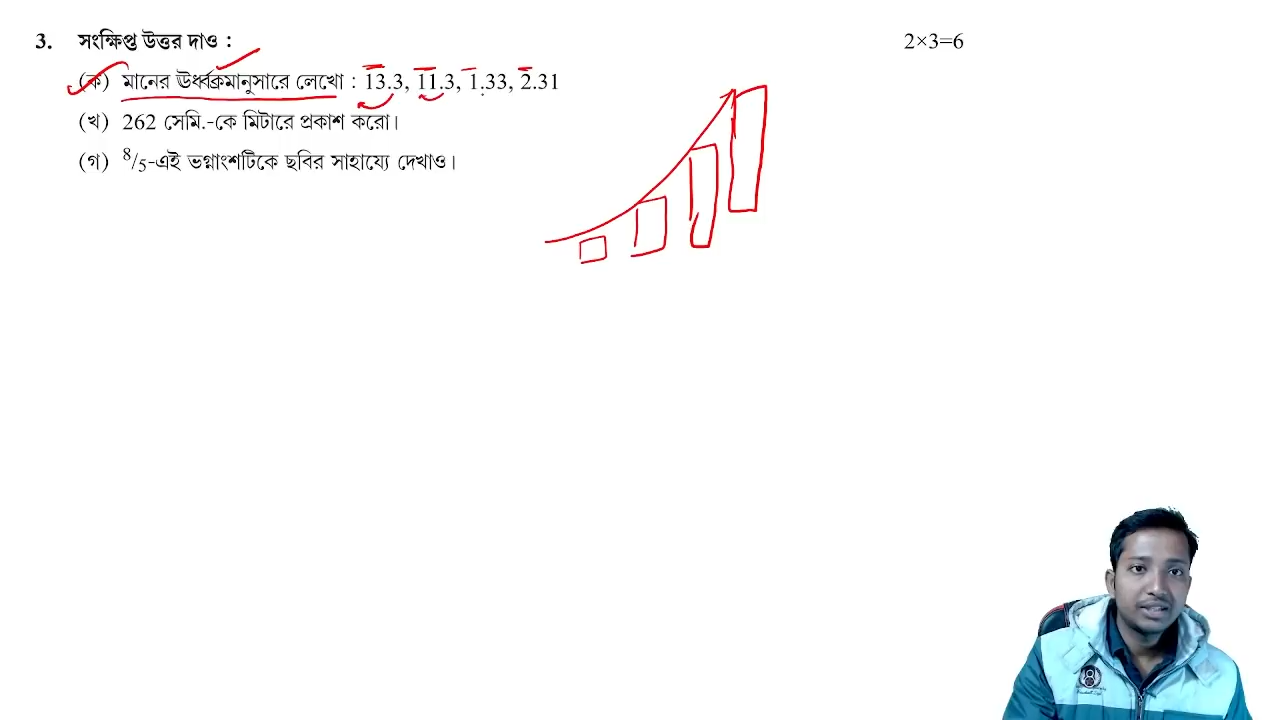 3. সংক্ষিপ্ত উত্তর দাও : 2×3=6
(ক) মানের ঊর্ধ্বক্রমানুসারে লেখো : 13.3, 11.3, 1.33, 2.31
(খ) 262 সেমি.-কে মিটারে প্রকাশ করো।
(গ) 8/5-এই ভগ্নাংশটিকে ছবির সাহায্যে দেখাও।